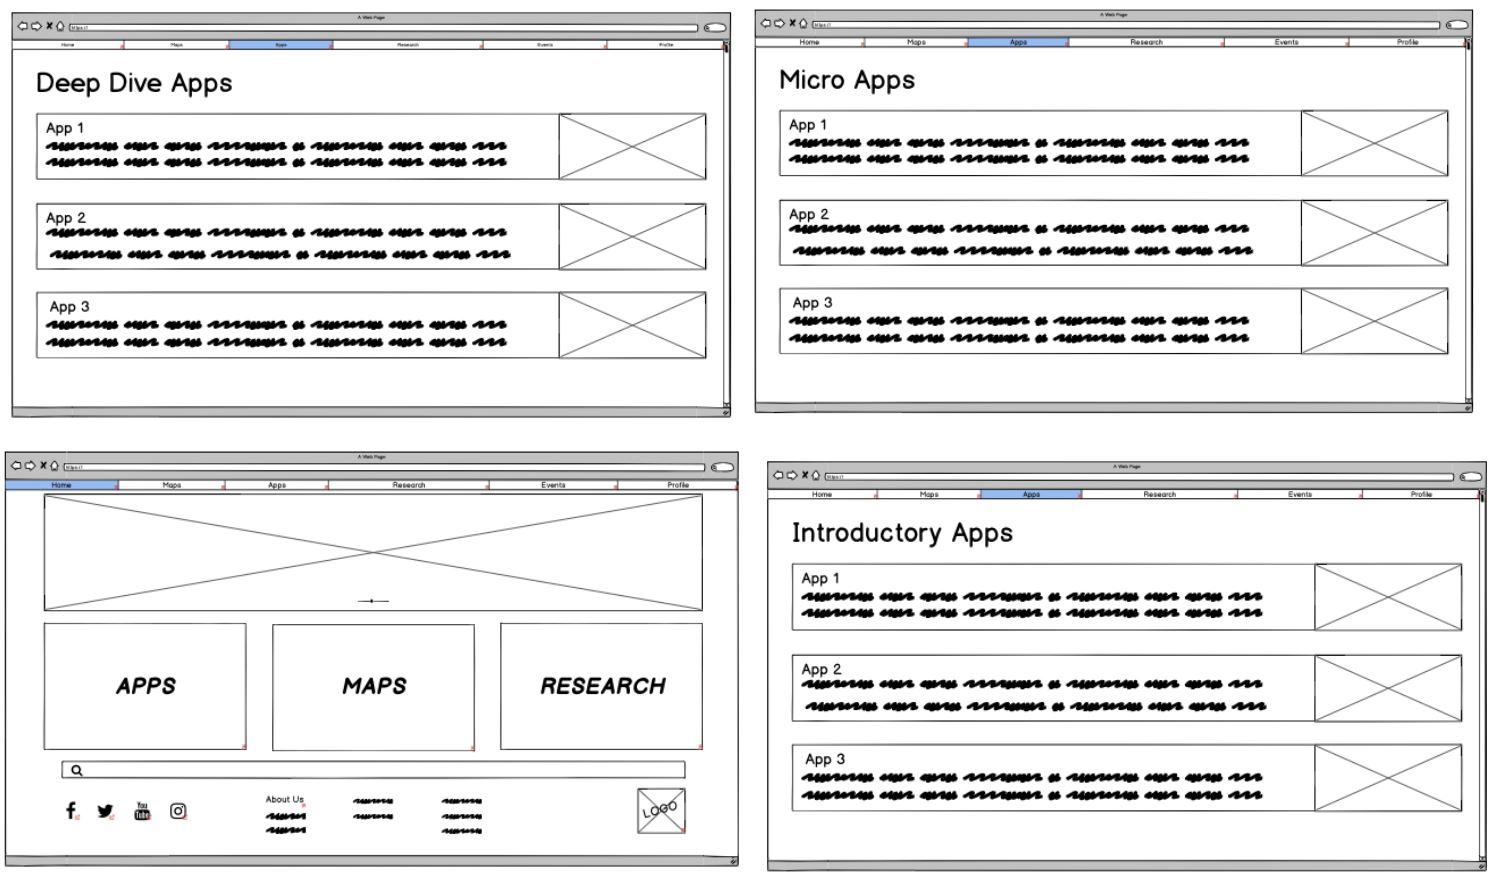 A Web Page
https://
Home Maps Apps Research Events Profile
Deep Dive Apps
App 1
App 2
App 3
A Web Page
https://
Home Maps Apps Research Events Profile
Micro Apps
App 1
App 2
App 3
A Web Page
https://
Home Maps Apps Research Events Profile
APPS MAPS RESEARCH
You
Tube
About Us
LOGO
A Web Page
https://
Home Maps Apps Research Events Profile
Introductory Apps
App 1
App 2
App 3